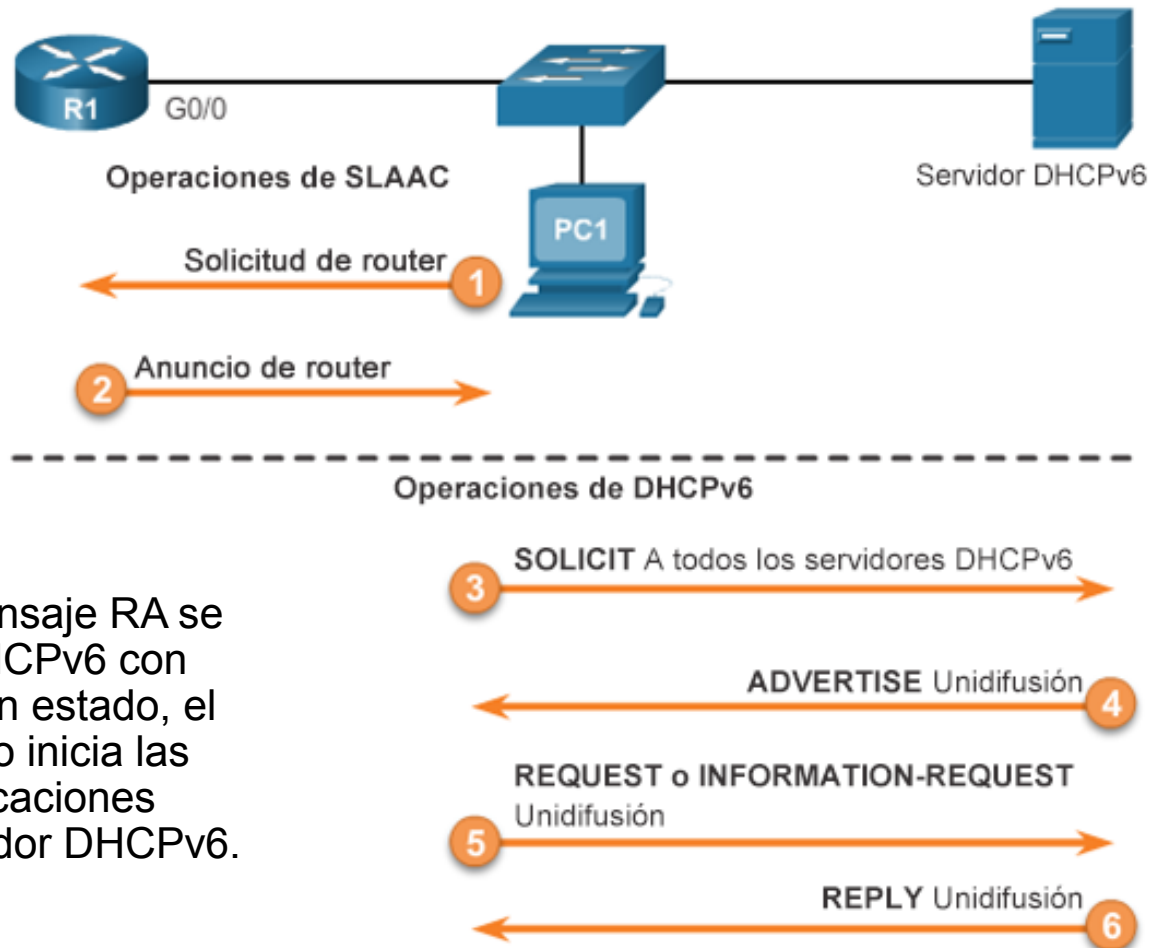 R1
G0/0
Operaciones de SLAAC
PC1
Servidor DHCPv6
Solicitud de router
1
2
Anuncio de router
Operaciones de DHCPv6
SOLICIT A todos los servidores DHCPv6
3
ADVERTISE Unidifusión
4
REQUEST o INFORMATION-REQUEST
Unidifusión
5
REPLY Unidifusión
6
RA se
con
n estado, el
o inicia las
caciones
dor DHCPv6.